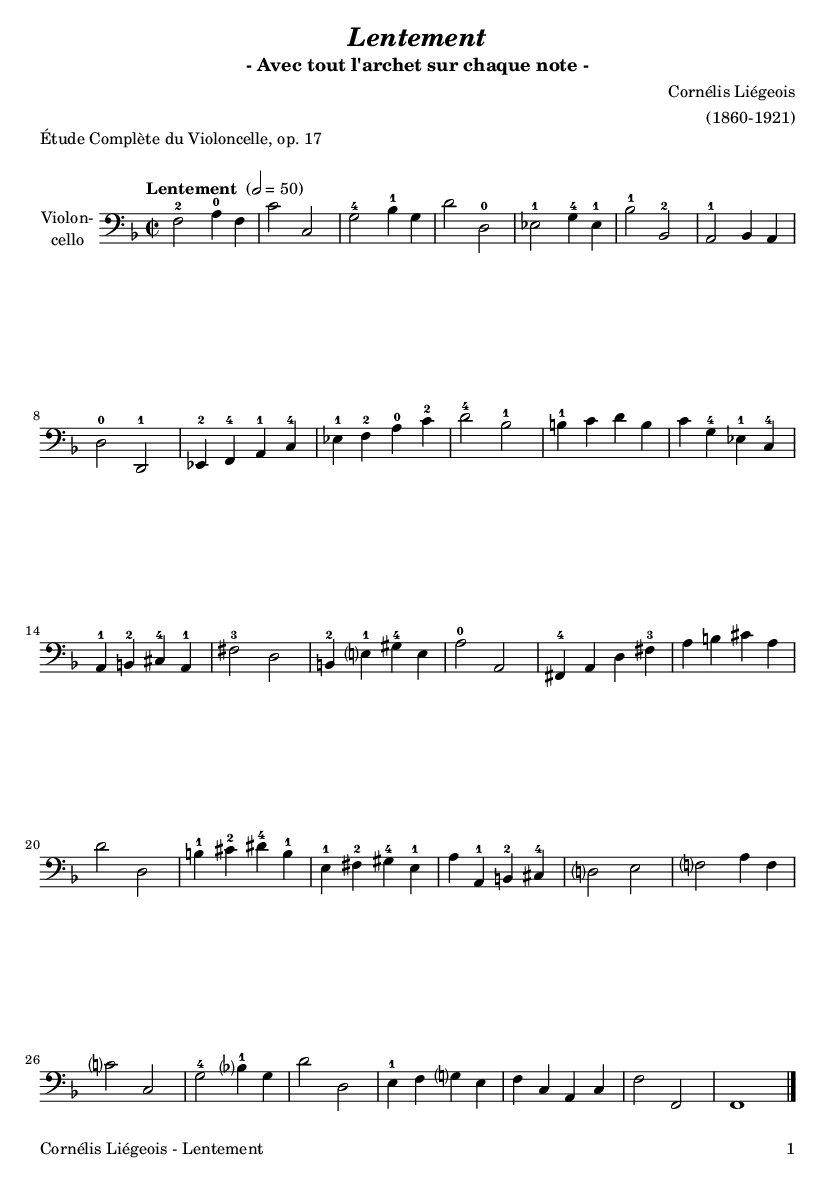 Lentement
- Avec tout l'archet sur chaque note -
Cornélis Liégeois
(1860-1921)
Étude Complète du Violoncelle, op. 17
Lentement (𝅗𝅥 = 50)
Violon-
cello
2 0 4 1 0 1 4 1 1 2 1
8
0 1 2 4 1 4 1 2 0 2 4 1 1 4 1 4
14
1 2 4 1 3 2 1 4 0 4 3
20
1 2 4 1 1 2 4 1 1 2 4
26
4 1 1
Cornélis Liégeois - Lentement 1